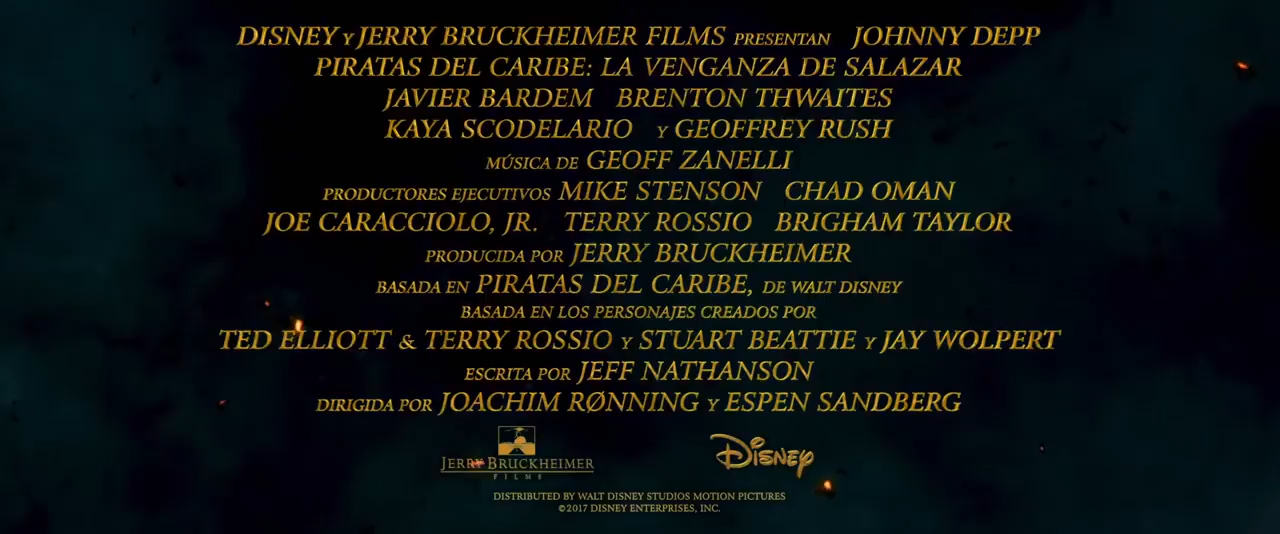 DISNEY Y JERRY BRUCKHEIMER FILMS PRESENTAN JOHNNY DEPP
PIRATAS DEL CARIBE: LA VENGANZA DE SALAZAR
JAVIER BARDEM BRENTON THWAITES
KAYA SCODELARIO Y GEOFFREY RUSH
MÚSICA DE GEOFF ZANELLI
PRODUCTORES EJECUTIVOS MIKE STENSON CHAD OMAN
JOE CARACCIOLO, JR. TERRY ROSSIO BRIGHAM TAYLOR
PRODUCIDA POR JERRY BRUCKHEIMER
BASADA EN PIRATAS DEL CARIBE, DE WALT DISNEY
BASADA EN LOS PERSONAJES CREADOS POR
TED ELLIOTT & TERRY ROSSIO Y STUART BEATTIE Y JAY WOLPERT
ESCRITA POR JEFF NATHANSON
DIRIGIDA POR JOACHIM RØNNING Y ESPEN SANDBERG
JERRY BRUCKHEIMER
FILMS
DISNEY
DISTRIBUTED BY WALT DISNEY STUDIOS MOTION PICTURES
©2017 DISNEY ENTERPRISES, INC.